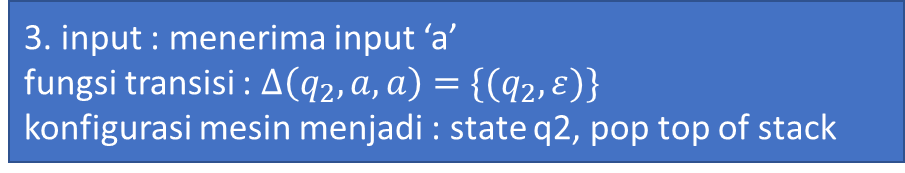 3. input : menerima input ‘a’
fungsi transisi : Δ(𝑞₂, 𝑎, 𝑎) = {(𝑞₂, 𝜀)}
konfigurasi mesin menjadi : state q2, pop top of stack